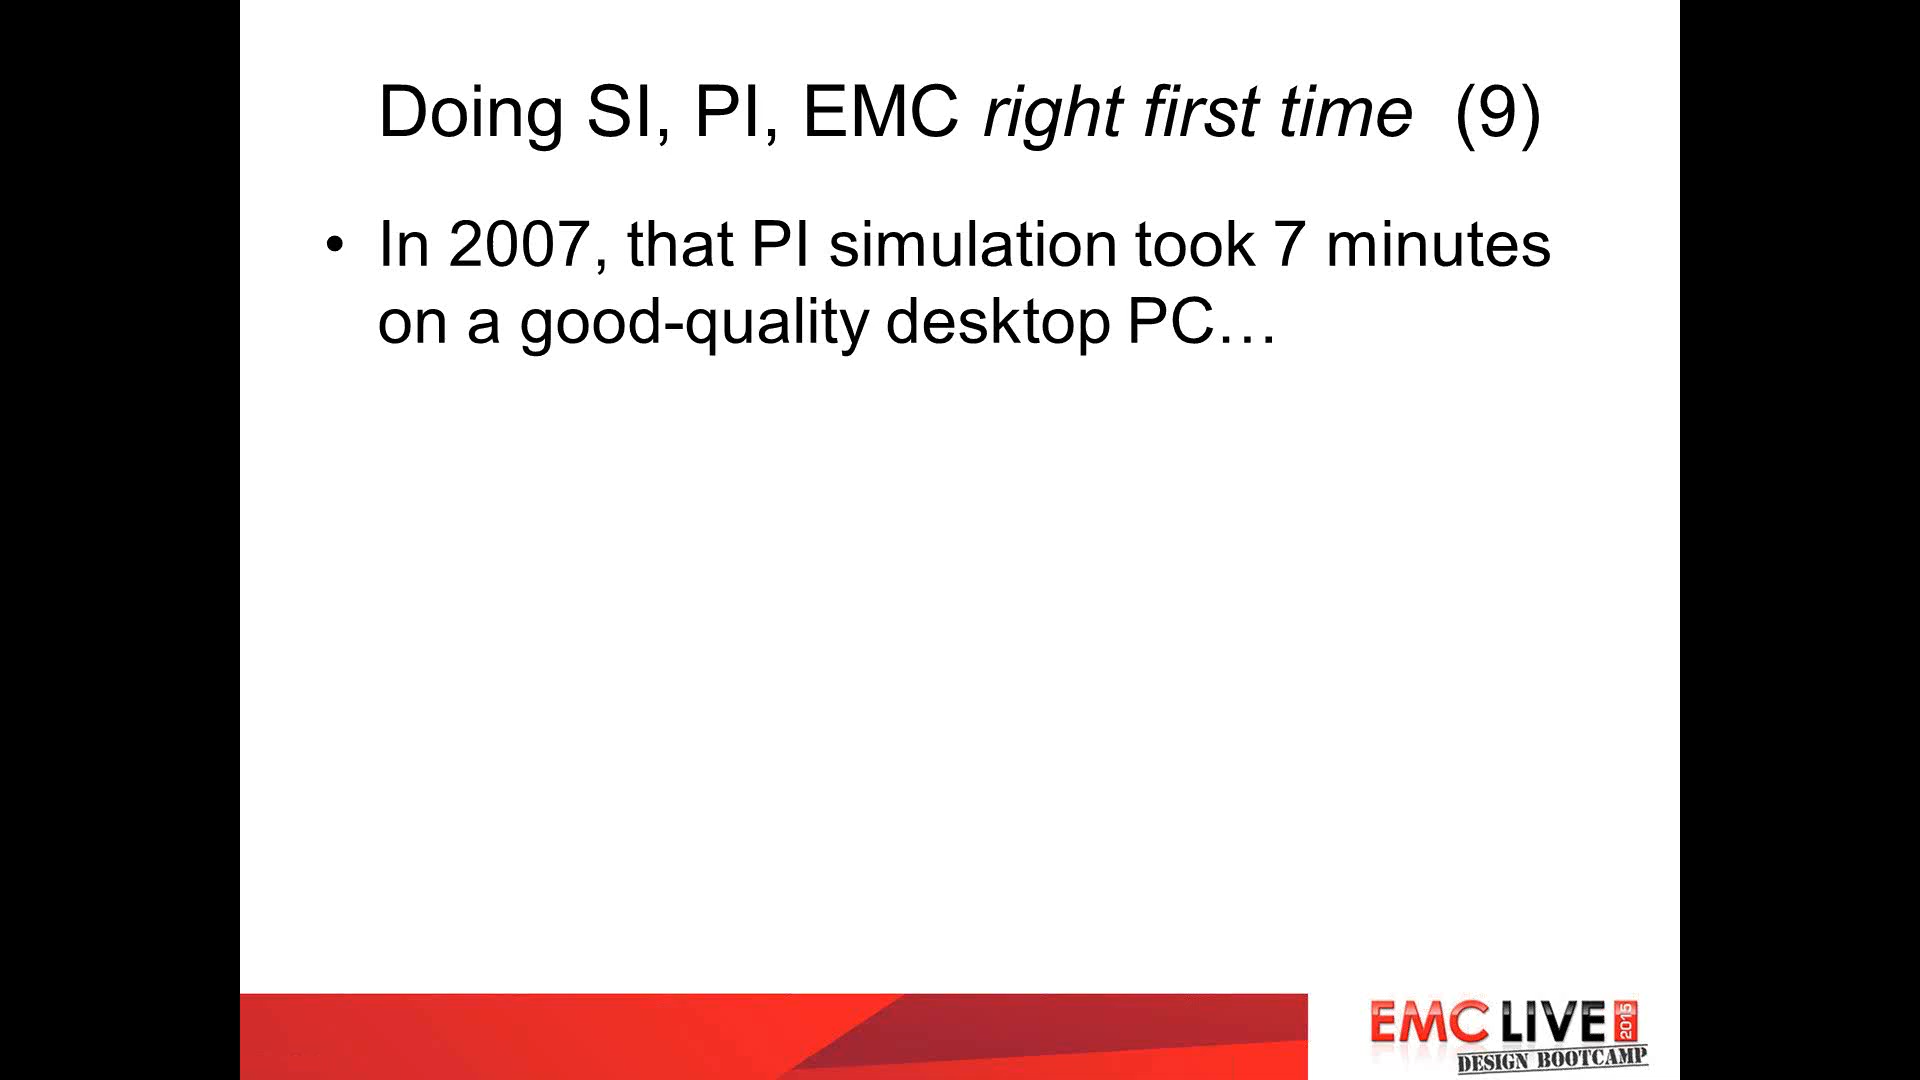 Doing SI, PI, EMC right first time (9)
• In 2007, that PI simulation took 7 minutes
on a good-quality desktop PC…
EMC LIVE 2015
DESIGN BOOTCAMP